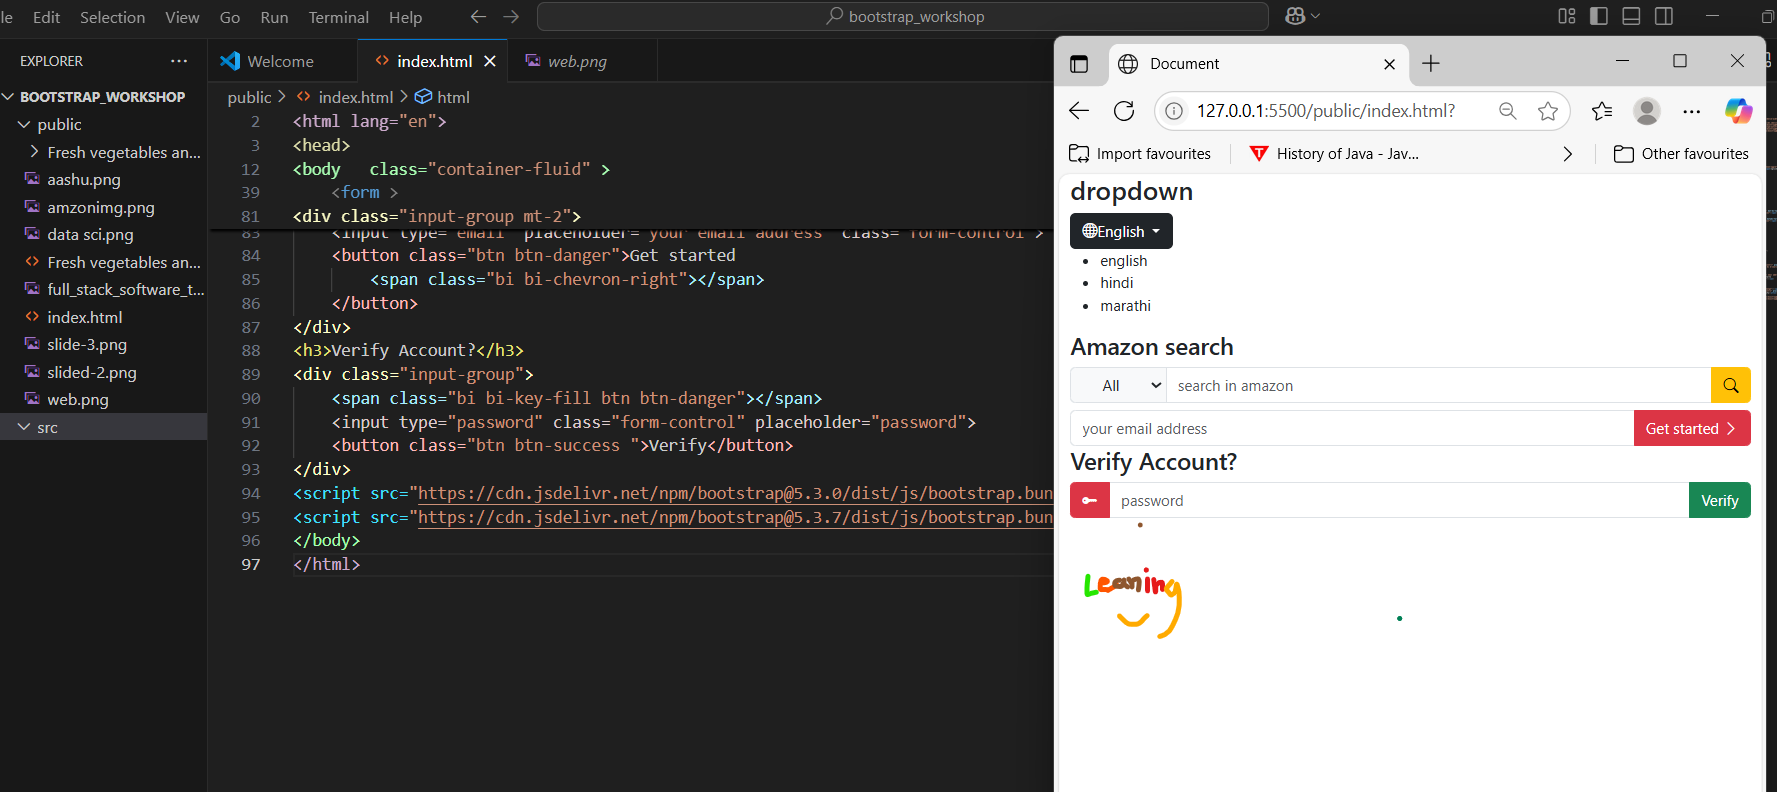 le Edit Selection View Go Run Terminal Help bootstrap_workshop
EXPLORER ···
BOOTSTRAP_WORKSHOP
public
Fresh vegetables an...
aashu.png
amzonimg.png
data sci.png
Fresh vegetables an...
full_stack_software_t...
index.html
slide-3.png
slided-2.png
web.png
src
Welcome index.html web.png
public > index.html > html
2 <html lang="en">
3 <head>
12 <body   class="container-fluid" >
39 <form >
81 <div class="input-group mt-2">
83 <input type="email" placeholder="your email address" class="form-control">
84 <button class="btn btn-danger">Get started
85 <span class="bi bi-chevron-right"></span>
86 </button>
87 </div>
88 <h3>Verify Account?</h3>
89 <div class="input-group">
90 <span class="bi bi-key-fill btn btn-danger"></span>
91 <input type="password" class="form-control" placeholder="password">
92 <button class="btn btn-success ">Verify</button>
93 </div>
94 <script src="https://cdn.jsdelivr.net/npm/bootstrap@5.3.0/dist/js/bootstrap.bun
95 <script src="https://cdn.jsdelivr.net/npm/bootstrap@5.3.7/dist/js/bootstrap.bun
96 </body>
97 </html>
Document
127.0.0.1:5500/public/index.html?
Import favourites History of Java - Jav... Other favourites
dropdown
English
• english
• hindi
• marathi
Amazon search
All search in amazon
your email address Get started
Verify Account?
password Verify
Leaning